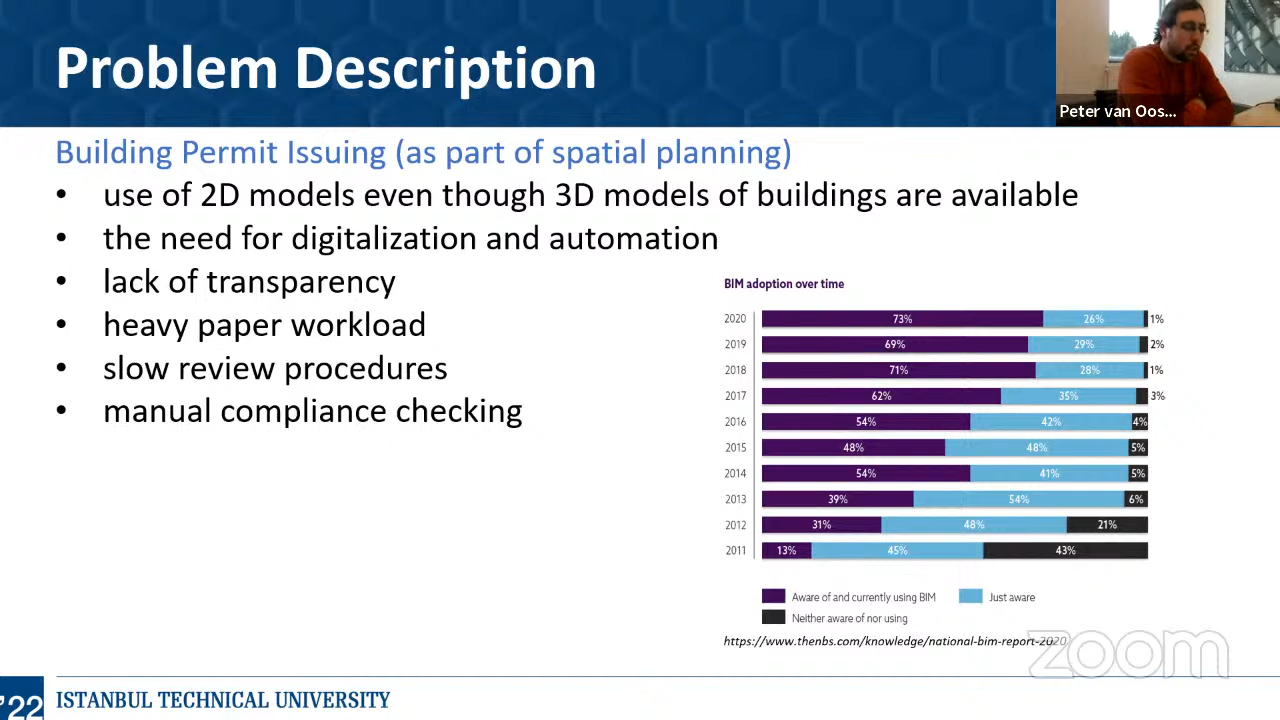 Problem Description
Peter van Oos...
Building Permit Issuing (as part of spatial planning)
• use of 2D models even though 3D models of buildings are available
• the need for digitalization and automation
• lack of transparency
• heavy paper workload
• slow review procedures
• manual compliance checking
BIM adoption over time
2020 73% 26% 1%
2019 69% 29% 2%
2018 71% 28% 1%
2017 62% 35% 3%
2016 54% 42% 4%
2015 48% 48% 5%
2014 54% 41% 5%
2013 39% 54% 6%
2012 31% 48% 21%
2011 13% 45% 43%
Aware of and currently using BIM Just aware
Neither aware of nor using
https://www.thenbs.com/knowledge/national-bim-report-2020
zoom
'22 ISTANBUL TECHNICAL UNIVERSITY